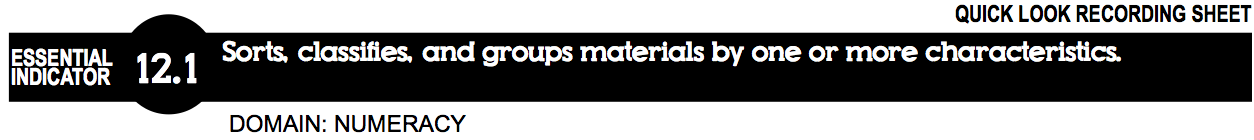 QUICK LOOK RECORDING SHEET
ESSENTIAL
INDICATOR
12.1
Sorts, classifies, and groups materials by one or more characteristics.
DOMAIN: NUMERACY